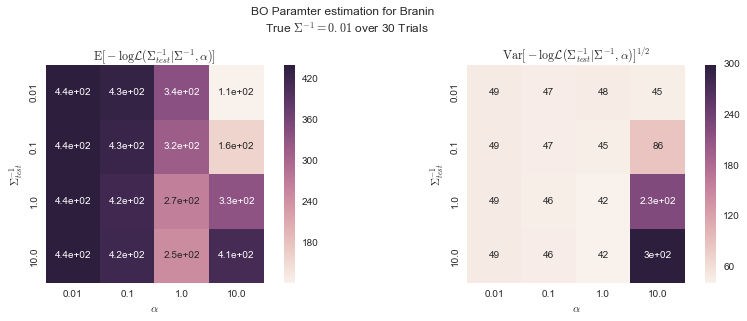 BO Paramter estimation for Branin
True Σ⁻¹ = 0.01 over 30 Trials
E[−log𝓛(Σ⁻¹_test|Σ⁻¹, α)]
Σ⁻¹_test
0.01 4.4e+02 4.3e+02 3.4e+02 1.1e+02
0.1 4.4e+02 4.3e+02 3.2e+02 1.6e+02
1.0 4.4e+02 4.2e+02 2.7e+02 3.3e+02
10.0 4.4e+02 4.2e+02 2.5e+02 4.1e+02
0.01 0.1 1.0 10.0
α
420
360
300
240
180
Var[−log𝓛(Σ⁻¹_test|Σ⁻¹, α)]^1/2
Σ⁻¹_test
0.01 49 47 48 45
0.1 49 47 45 86
1.0 49 46 42 2.3e+02
10.0 49 46 42 3e+02
0.01 0.1 1.0 10.0
α
300
240
180
120
60